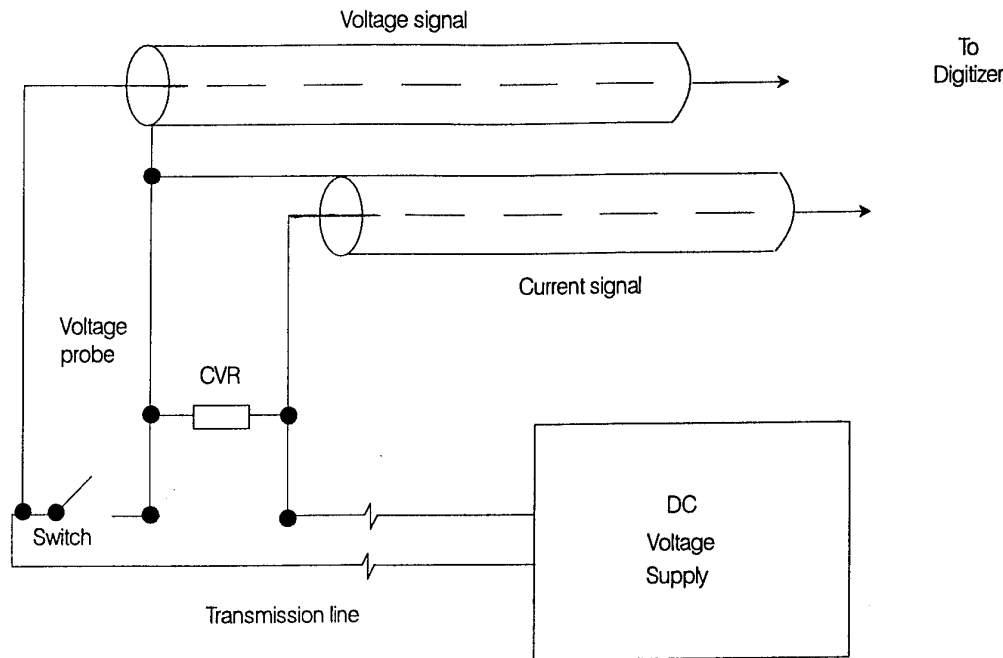 Voltage signal
To
Digitizer
Current signal
Voltage
probe
CVR
Switch
DC
Voltage
Supply
Transmission line